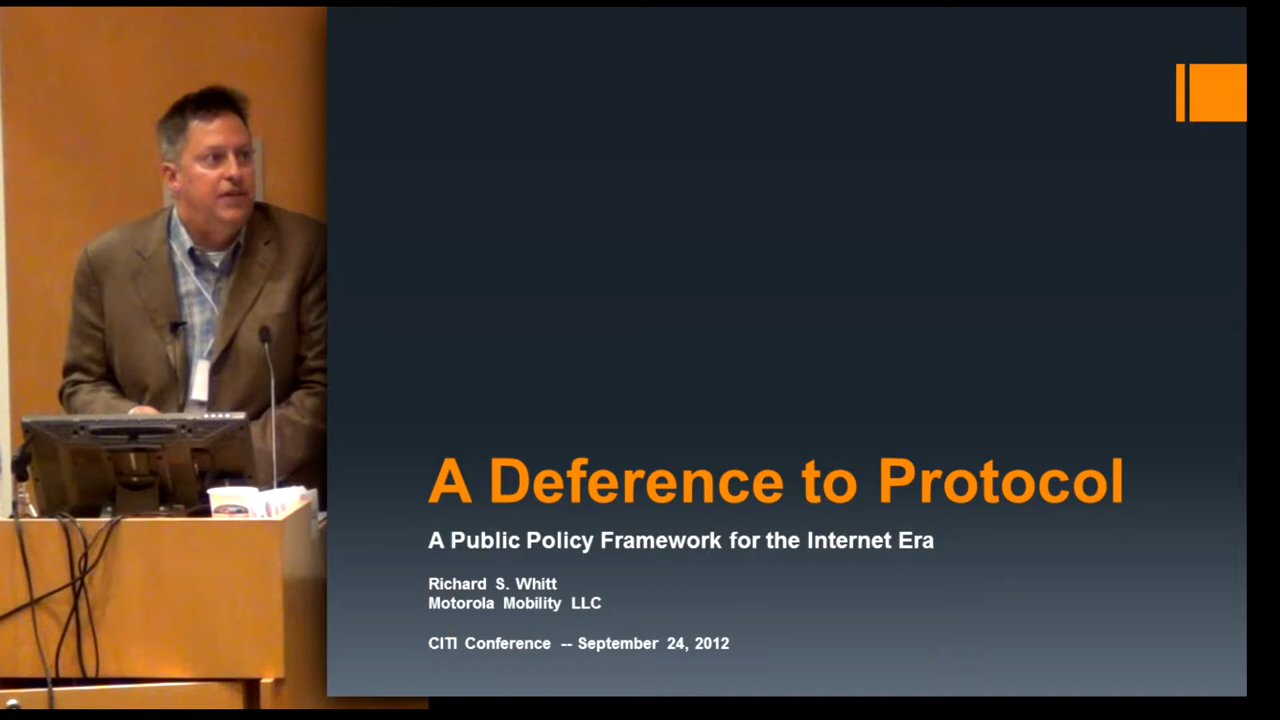 A Deference to Protocol
A Public Policy Framework for the Internet Era
Richard S. Whitt
Motorola Mobility LLC
CITI Conference -- September 24, 2012